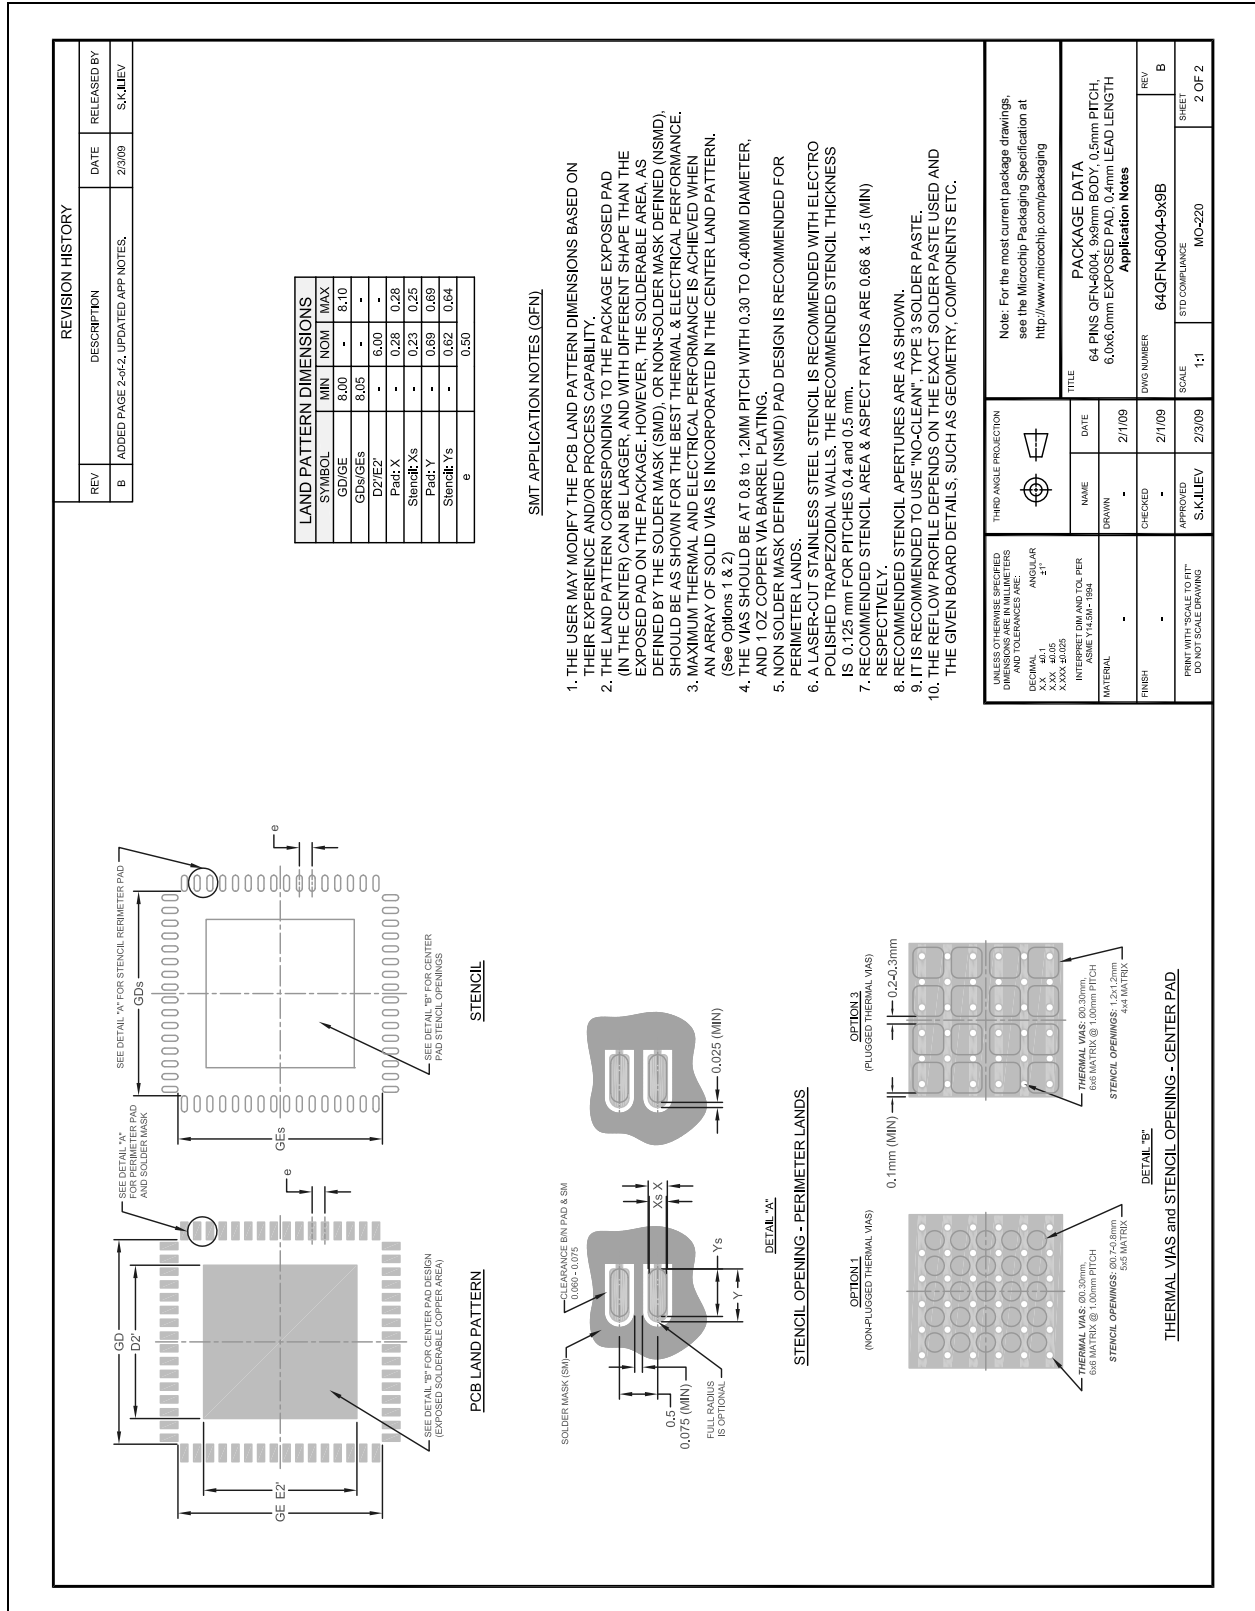 REVISION HISTORY
REV DESCRIPTION DATE RELEASED BY
B ADDED PAGE 2-of-2, UPDATED APP NOTES. 2/3/09 S.K.ILIEV
LAND PATTERN DIMENSIONS
SYMBOL MIN NOM MAX
GD/GE 8.00 - 8.10
GDs/GEs 8.05 - -
D2'/E2' - 6.00 -
Pad: X - 0.28 0.28
Stencil: Xs - 0.23 0.25
Pad: Y - 0.69 0.69
Stencil: Ys - 0.62 0.64
e 0.50
SMT APPLICATION NOTES (QFN)
1. THE USER MAY MODIFY THE PCB LAND PATTERN DIMENSIONS BASED ON
THEIR EXPERIENCE AND/OR PROCESS CAPABILITY.
2. THE LAND PATTERN CORRESPONDING TO THE PACKAGE EXPOSED PAD
(IN THE CENTER) CAN BE LARGER, AND WITH DIFFERENT SHAPE THAN THE
EXPOSED PAD ON THE PACKAGE. HOWEVER, THE SOLDERABLE AREA, AS
DEFINED BY THE SOLDER MASK (SMD), OR NON-SOLDER MASK DEFINED (NSMD),
SHOULD BE AS SHOWN FOR THE BEST THERMAL & ELECTRICAL PERFORMANCE.
3. MAXIMUM THERMAL AND ELECTRICAL PERFORMANCE IS ACHIEVED WHEN
AN ARRAY OF SOLID VIAS IS INCORPORATED IN THE CENTER LAND PATTERN.
(See Options 1 & 2)
4. THE VIAS SHOULD BE AT 0.8 to 1.2MM PITCH WITH 0.30 TO 0.40MM DIAMETER,
AND 1 OZ COPPER VIA BARREL PLATING.
5. NON SOLDER MASK DEFINED (NSMD) PAD DESIGN IS RECOMMENDED FOR
PERIMETER LANDS.
6. A LASER-CUT STAINLESS STEEL STENCIL IS RECOMMENDED WITH ELECTRO
POLISHED TRAPEZOIDAL WALLS, THE RECOMMENDED STENCIL THICKNESS
IS 0.125 mm FOR PITCHES 0.4 and 0.5 mm.
7. RECOMMENDED STENCIL AREA & ASPECT RATIOS ARE 0.66 & 1.5 (MIN)
RESPECTIVELY.
8. RECOMMENDED STENCIL APERTURES ARE AS SHOWN.
9. IT IS RECOMMENDED TO USE "NO-CLEAN", TYPE 3 SOLDER PASTE.
10. THE REFLOW PROFILE DEPENDS ON THE EXACT SOLDER PASTE USED AND
THE GIVEN BOARD DETAILS, SUCH AS GEOMETRY, COMPONENTS ETC.
GD
D2'
GE
E2'
e
SEE DETAIL "A"
FOR PERIMETER PAD
AND SOLDER MASK
SEE DETAIL "B" FOR CENTER PAD DESIGN
(EXPOSED SOLDERABLE COPPER AREA)
PCB LAND PATTERN
SEE DETAIL "A" FOR STENCIL RERIMETER PAD
GDs
GEs
e
SEE DETAIL "B" FOR CENTER
PAD STENCIL OPENINGS
STENCIL
SOLDER MASK (SM)
CLEARANCE B/N PAD & SM
0.060 - 0.075
0.5
0.075 (MIN)
FULL RADIUS
IS OPTIONAL
Y
Ys
Xs
X
0.025 (MIN)
DETAIL "A"
STENCIL OPENING - PERIMETER LANDS
OPTION 1
(NON-PLUGGED THERMAL VIAS)
THERMAL VIAS: Ø0.30mm,
6x6 MATRIX @ 1.00mm PITCH
STENCIL OPENINGS: Ø0.7-0.8mm
5x5 MATRIX
OPTION 3
(PLUGGED THERMAL VIAS)
0.1mm (MIN)
0.2-0.3mm
THERMAL VIAS: Ø0.30mm,
6x6 MATRIX @ 1.00mm PITCH
STENCIL OPENINGS: 1.2x1.2mm
4x4 MATRIX
DETAIL "B"
THERMAL VIAS and STENCIL OPENING - CENTER PAD
UNLESS OTHERWISE SPECIFIED
DIMENSIONS ARE IN MILLIMETERS
AND TOLERANCES ARE:
DECIMAL ANGULAR
X.X ±0.1 ±1°
X.XX ±0.05
X.XXX ±0.025
INTERPRET DIM AND TOL PER
ASME Y14.5M - 1994
MATERIAL
-
FINISH
-
PRINT WITH "SCALE TO FIT"
DO NOT SCALE DRAWING
THIRD ANGLE PROJECTION
NAME DATE
DRAWN
- 2/1/09
CHECKED
- 2/1/09
APPROVED
S.K.ILIEV 2/3/09
Note: For the most current package drawings,
see the Microchip Packaging Specification at
http://www.microchip.com/packaging
TITLE
PACKAGE DATA
64 PINS QFN-6004, 9x9mm BODY, 0.5mm PITCH,
6.0x6.0mm EXPOSED PAD, 0.4mm LEAD LENGTH
Application Notes
DWG NUMBER
64QFN-6004-9x9B
REV
B
SCALE
1:1
STD COMPLIANCE
MO-220
SHEET
2 OF 2